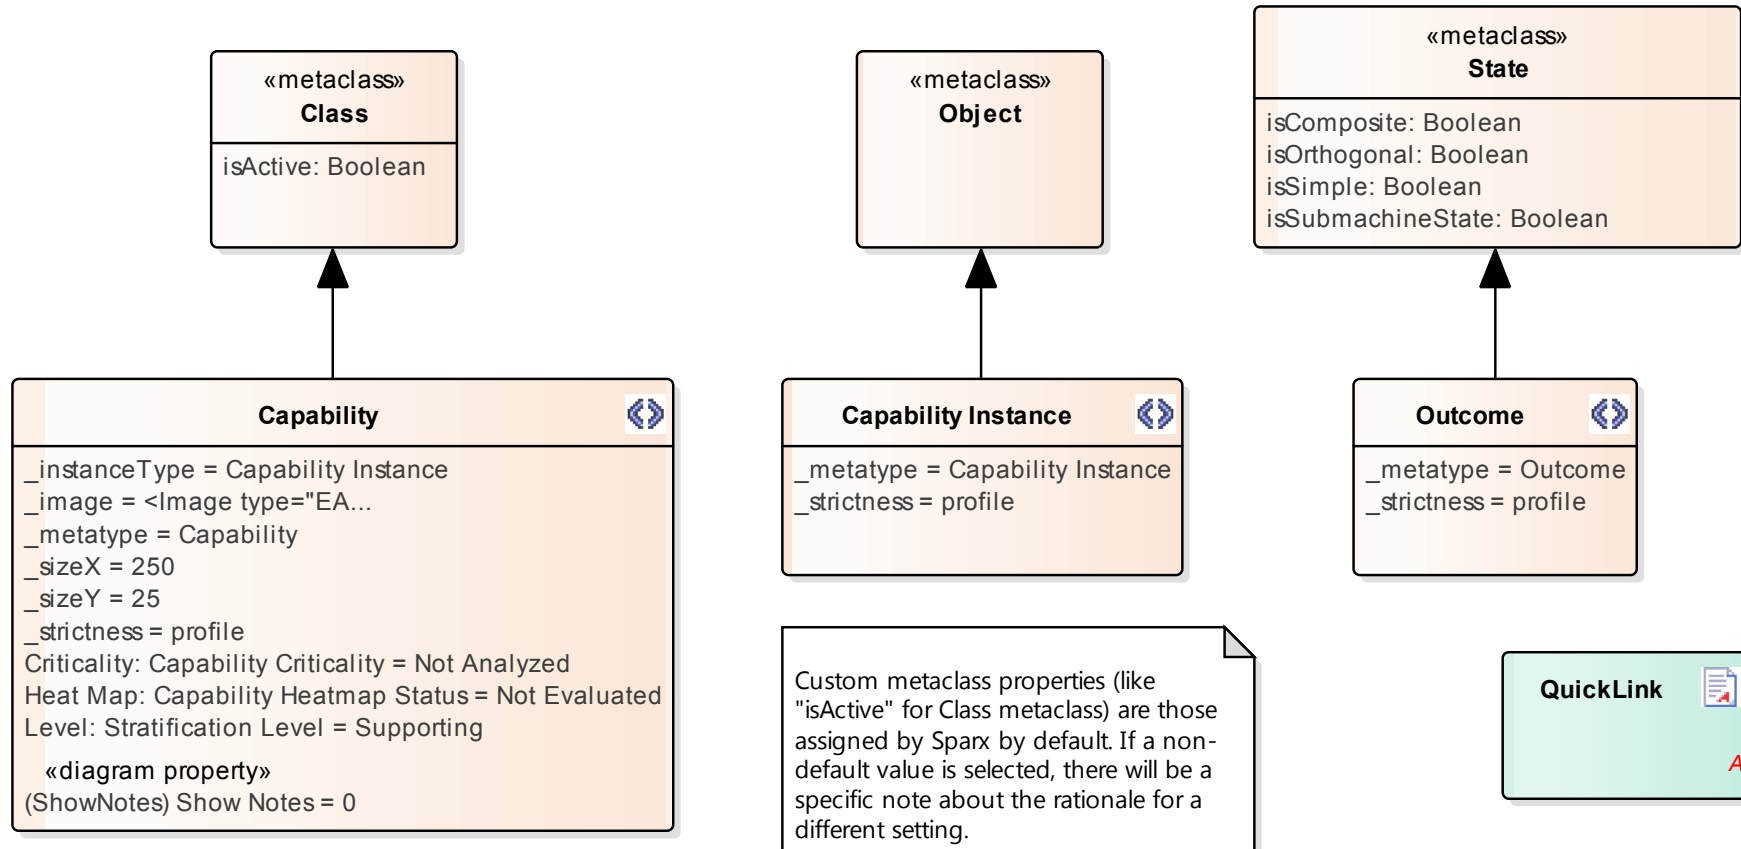 «metaclass»
Class
isActive: Boolean
«metaclass»
Object
«metaclass»
State
isComposite: Boolean
isOrthogonal: Boolean
isSimple: Boolean
isSubmachineState: Boolean
Capability
_instanceType = Capability Instance
_image = <Image type="EA...
_metatype = Capability
_sizeX = 250
_sizeY = 25
_strictness = profile
Criticality: Capability Criticality = Not Analyzed
Heat Map: Capability Heatmap Status = Not Evaluated
Level: Stratification Level = Supporting
«diagram property»
(ShowNotes) Show Notes = 0
Capability Instance
_metatype = Capability Instance
_strictness = profile
Outcome
_metatype = Outcome
_strictness = profile
Custom metaclass properties (like
"isActive" for Class metaclass) are those
assigned by Sparx by default. If a non-
default value is selected, there will be a
specific note about the rationale for a
different setting.
QuickLink
A